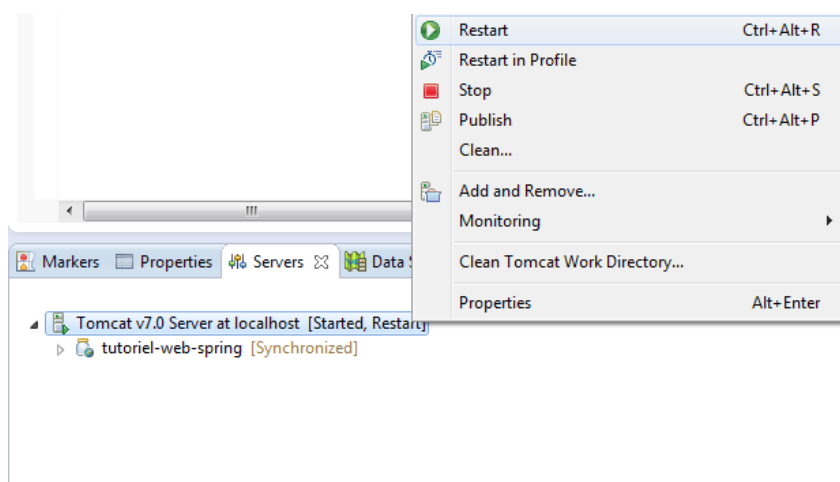 Restart Ctrl+Alt+R
Restart in Profile
Stop Ctrl+Alt+S
Publish Ctrl+Alt+P
Clean...
Add and Remove...
Monitoring
Clean Tomcat Work Directory...
Properties Alt+Enter
Markers Properties Servers Data
Tomcat v7.0 Server at localhost [Started, Restart]
tutoriel-web-spring [Synchronized]